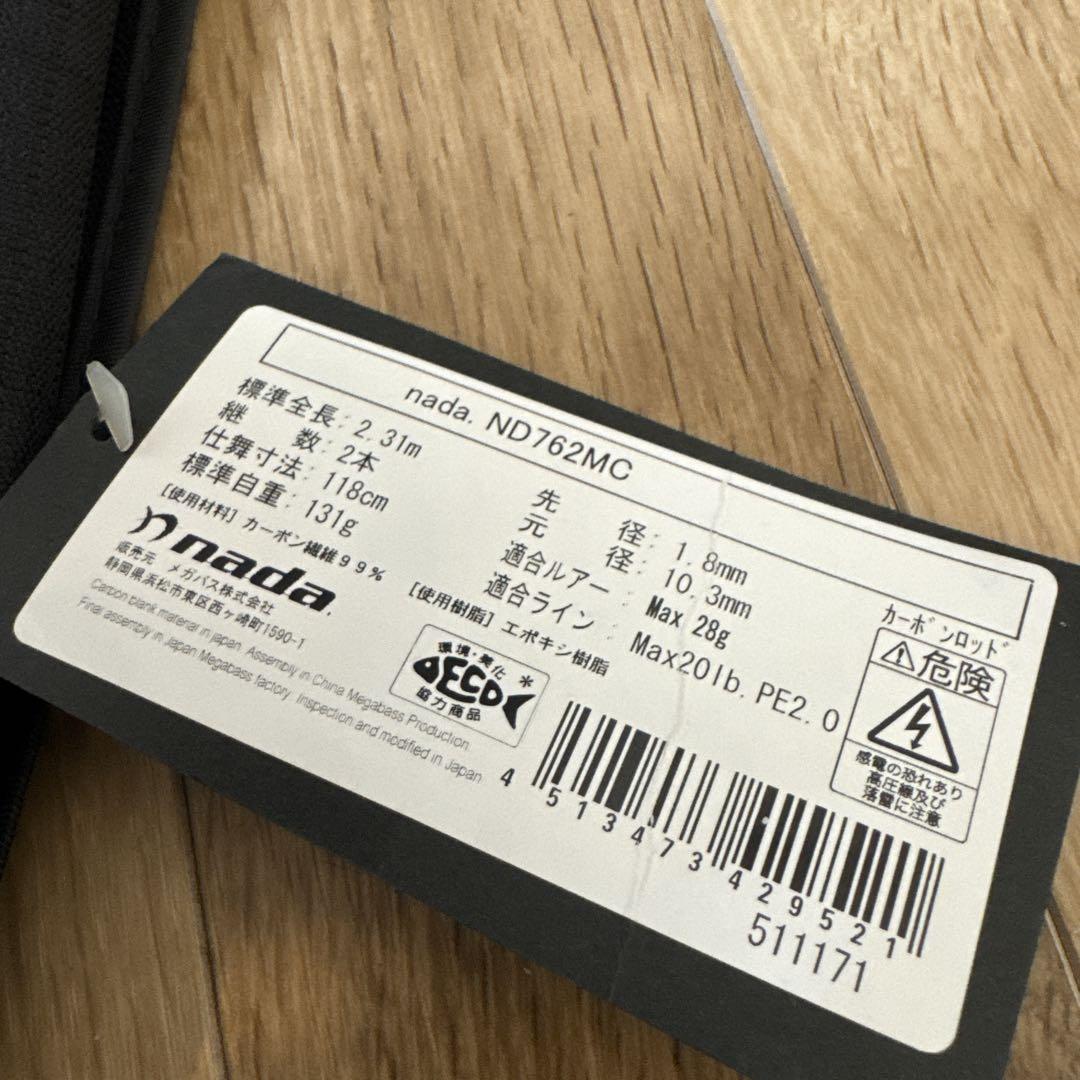 nada. ND762MC
標準全長: 2.31m
継 数: 2本
仕舞寸法: 118cm
標準自重: 131g
先 径: 1.8mm
元 径: 10.3mm
適合ルアー: Max 28g
適合ライン: Max20lb. PE2.0
[使用材料] カーボン繊維99%
[使用樹脂] エポキシ樹脂
nada.
販売元 メガバス株式会社
静岡県浜松市東区西ヶ崎町1590-1
Carbon blank material in japan. Assembly in China Megabass Production.
Final assembly in Japan Megabass factory. Inspection and modified in Japan
環境・美化
DECO*
協力商品
カーボンロッド
危険
感電の恐れあり
高圧線及び
落雷に注意
4 513473 429521
511171